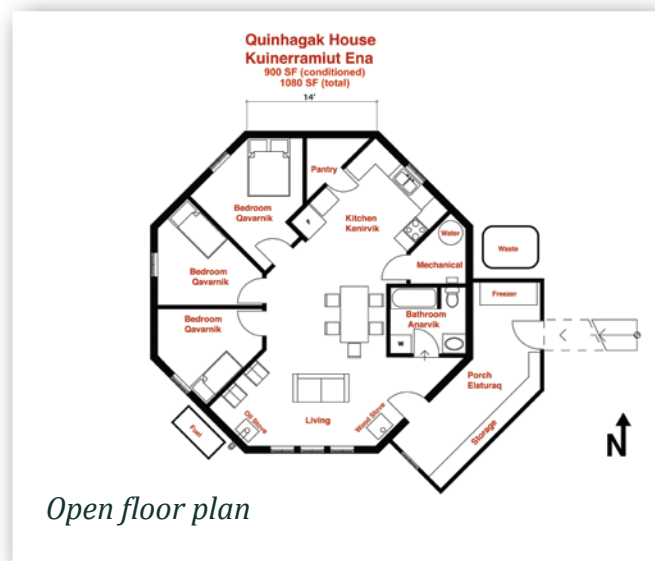 Quinhagak House
Kuinerramiut Ena
900 SF (conditioned)
1080 SF (total)
14'
Pantry
Bedroom
Qavarnik
F
Kitchen
Kenirvik
Water
Waste
Mechanical
Bedroom
Qavarnik
Freezer
Bedroom
Qavarnik
Bathroom
Anarvik
W
Porch
Elaturaq
Oil Stove
Living
Wood Stove
Fuel
Storage
N
Open floor plan